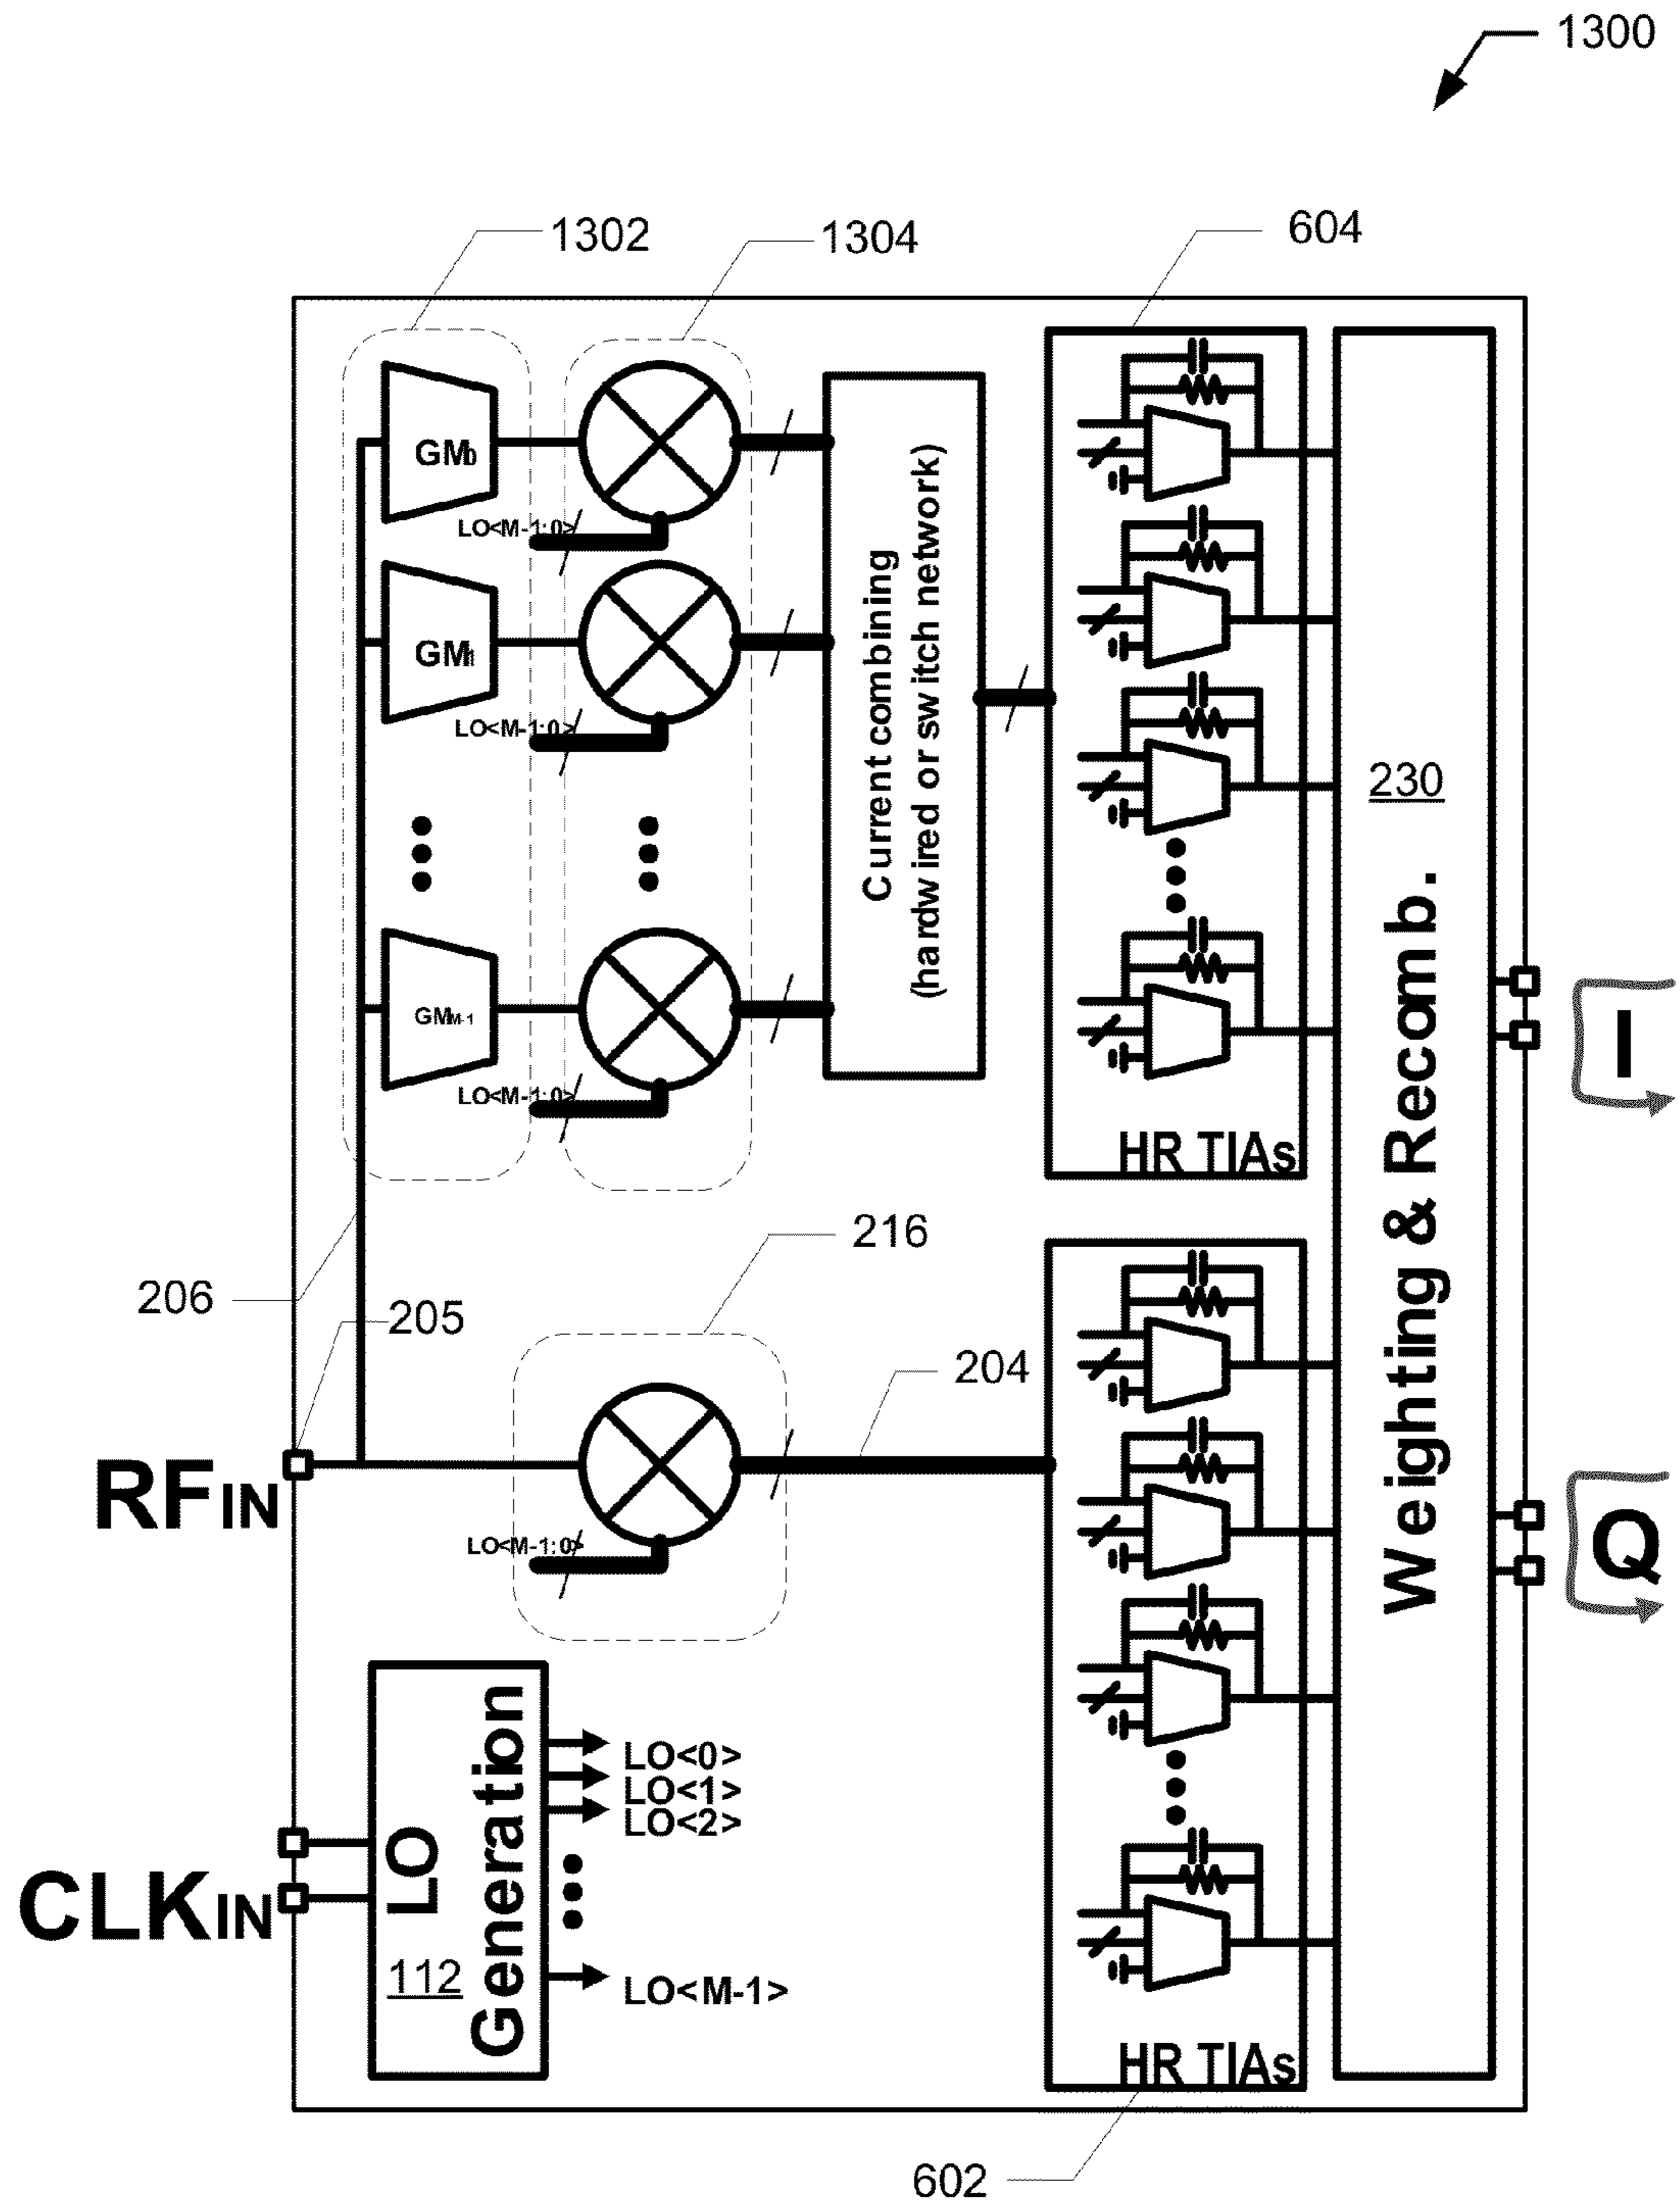 1300
1302
1304
604
GM0
LO<M-1:0>
GM1
LO<M-1:0>
Current combining
(hardwired or switch network)
GMM-1
LO<M-1:0>
HR TIAs
230
Weighting & Recomb.
I
206
205
216
204
RFIN
LO<M-1:0>
Q
LO
Generation
112
LO<0>
LO<1>
LO<2>
LO<M-1>
CLKIN
HR TIAs
602